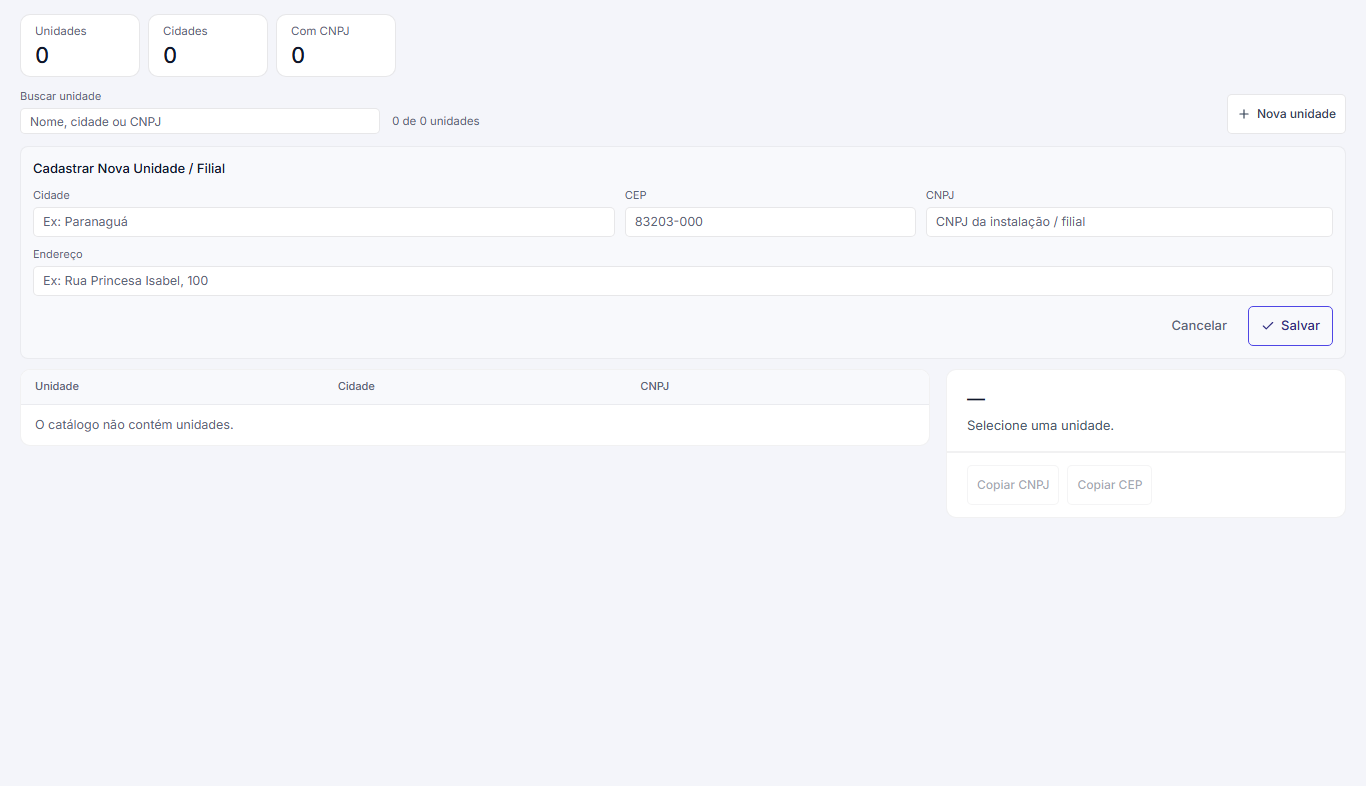 Unidades
0
Cidades
0
Com CNPJ
0
Buscar unidade
Nome, cidade ou CNPJ
0 de 0 unidades
Nova unidade
Cadastrar Nova Unidade / Filial
Cidade
CEP
CNPJ
Ex: Paranaguá
83203-000
CNPJ da instalação / filial
Endereço
Ex: Rua Princesa Isabel, 100
Cancelar
Salvar
Unidade
Cidade
CNPJ
O catálogo não contém unidades.
—
Selecione uma unidade.
Copiar CNPJ
Copiar CEP